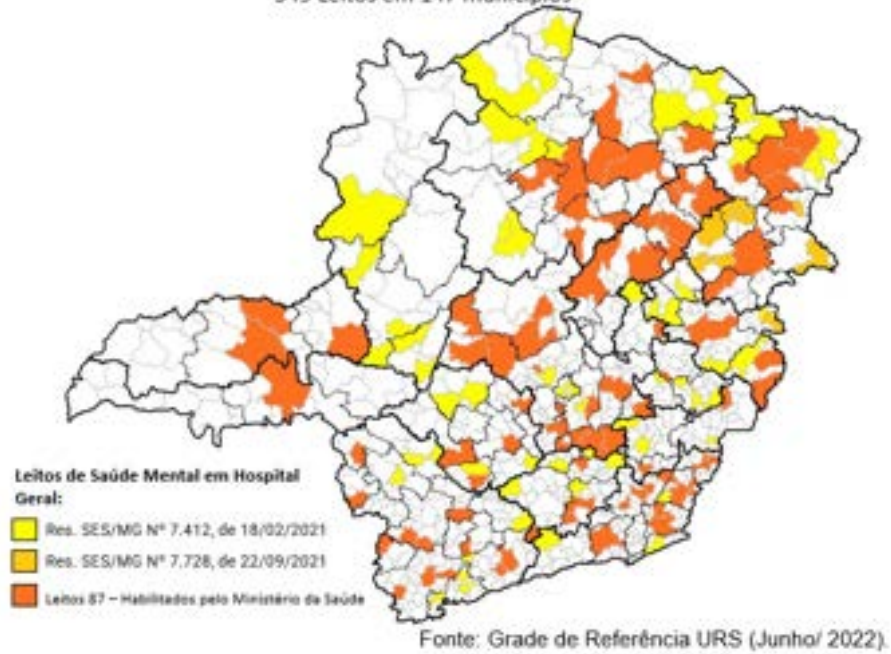 Leitos de Saúde Mental em Hospital
Geral:
Res. SES/MG Nº 7.412, de 18/02/2021
Res. SES/MG Nº 7.728, de 22/09/2021
Leitos 87 – Habilitados pelo Ministério da Saúde
Fonte: Grade de Referência URS (Junho/ 2022).